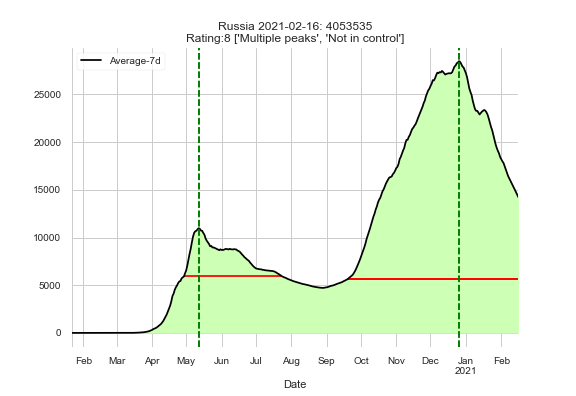 Russia 2021-02-16: 4053535
Rating:8 ['Multiple peaks', 'Not in control']
Average-7d
25000
20000
15000
10000
5000
0
Feb Mar Apr May Jun Jul Aug Sep Oct Nov Dec Jan Feb
2021
Date